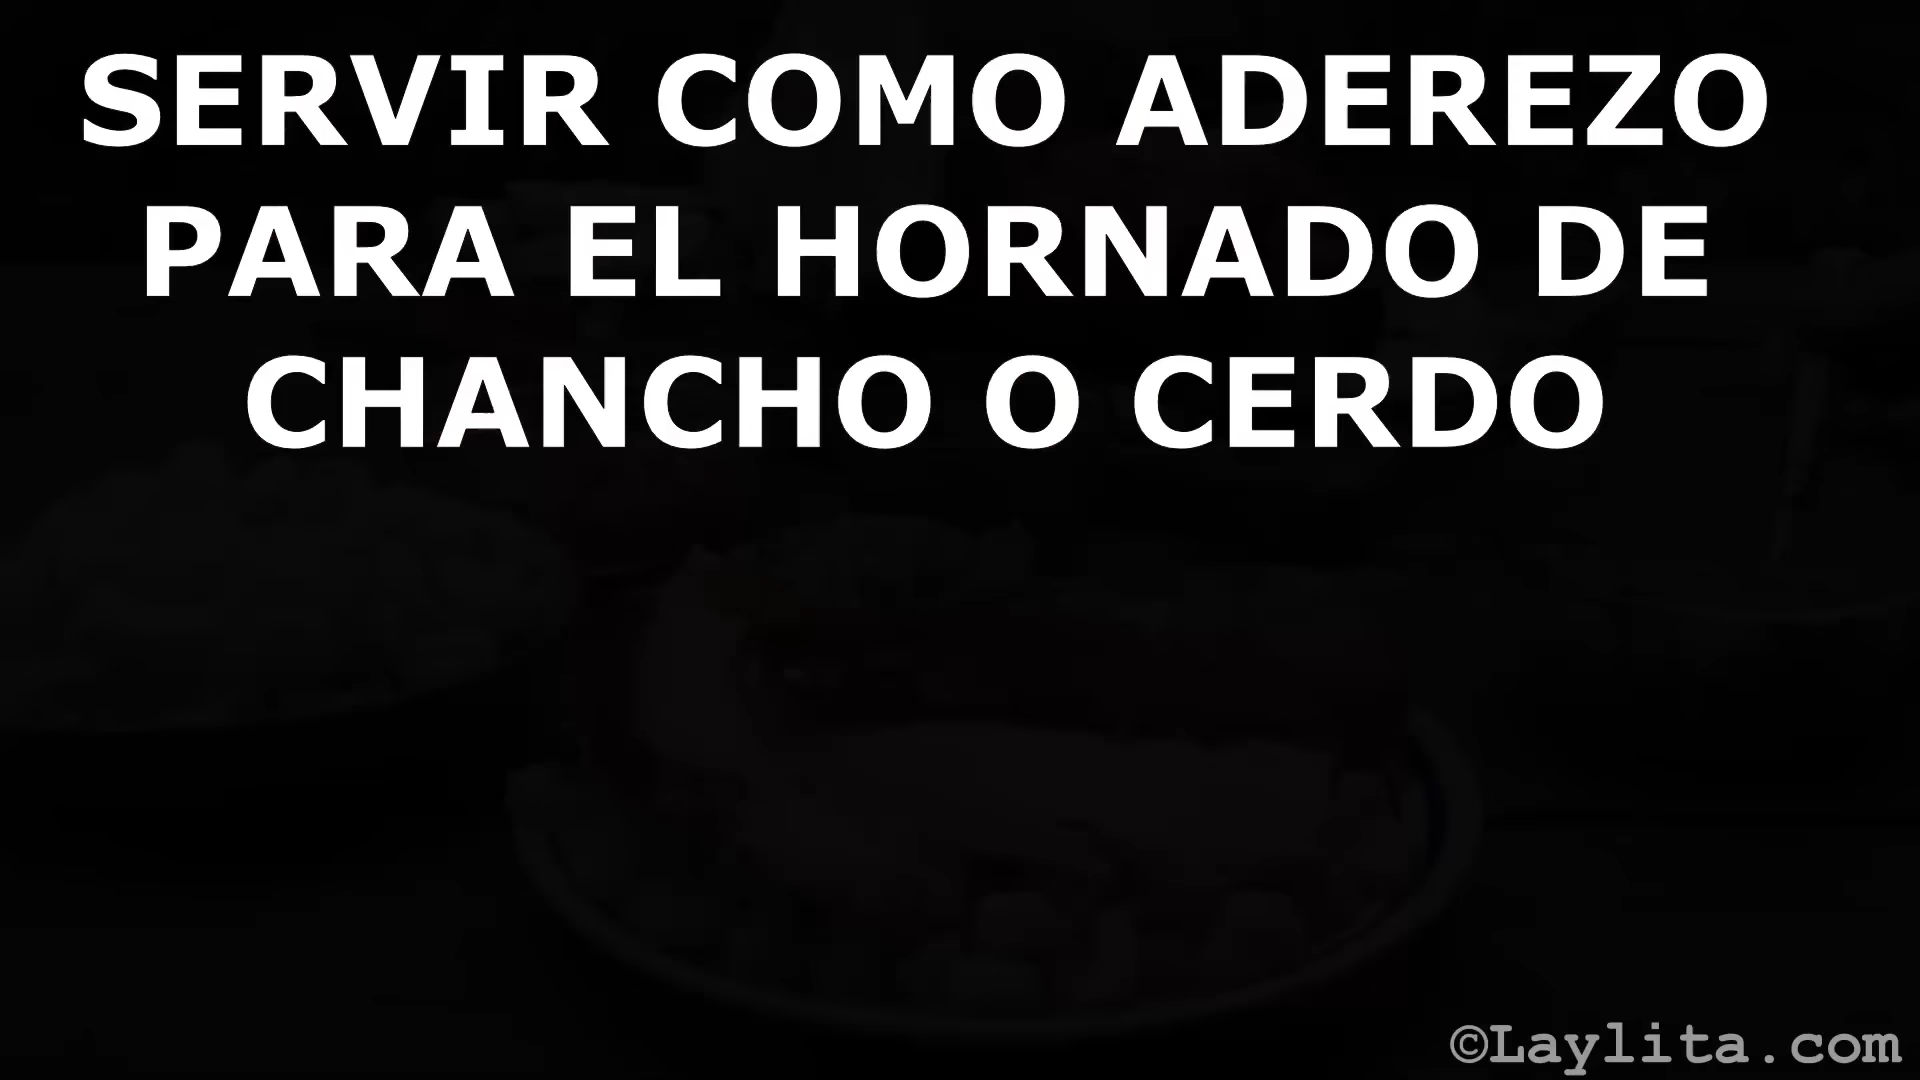 SERVIR COMO ADEREZO
PARA EL HORNADO DE
CHANCHO O CERDO
©Laylita.com